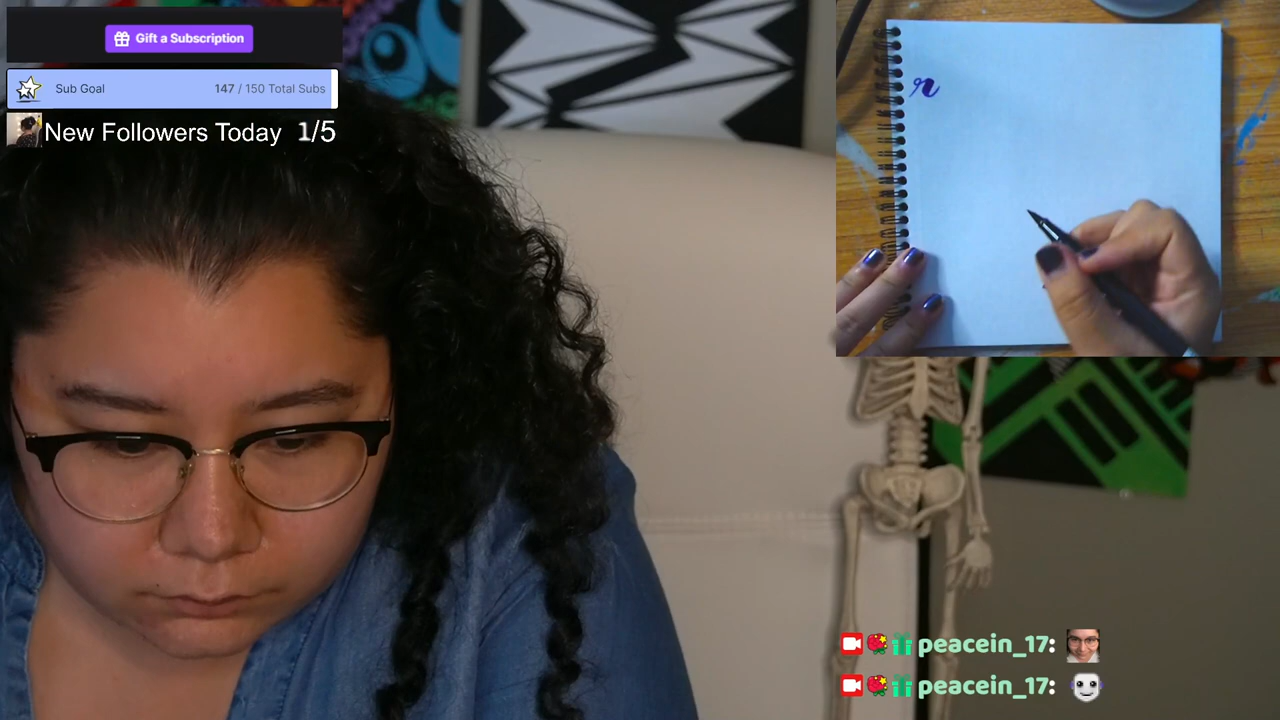 Gift a Subscription
Sub Goal 147 / 150 Total Subs
New Followers Today 1/5
r
peacein_17:
peacein_17: